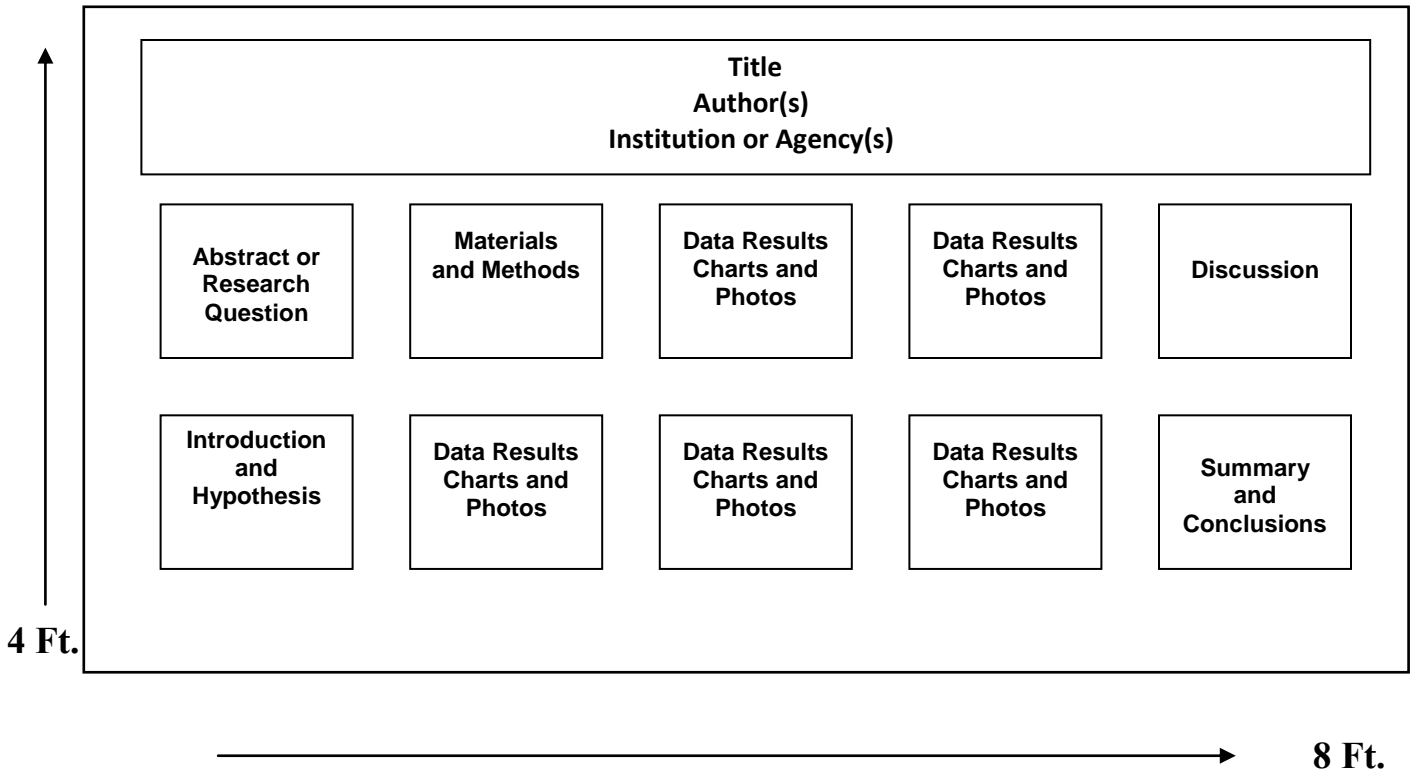 Title
Author(s)
Institution or Agency(s)
Abstract or
Research
Question
Materials
and Methods
Data Results
Charts and
Photos
Data Results
Charts and
Photos
Discussion
Introduction
and
Hypothesis
Data Results
Charts and
Photos
Data Results
Charts and
Photos
Data Results
Charts and
Photos
Summary
and
Conclusions
4 Ft.
8 Ft.